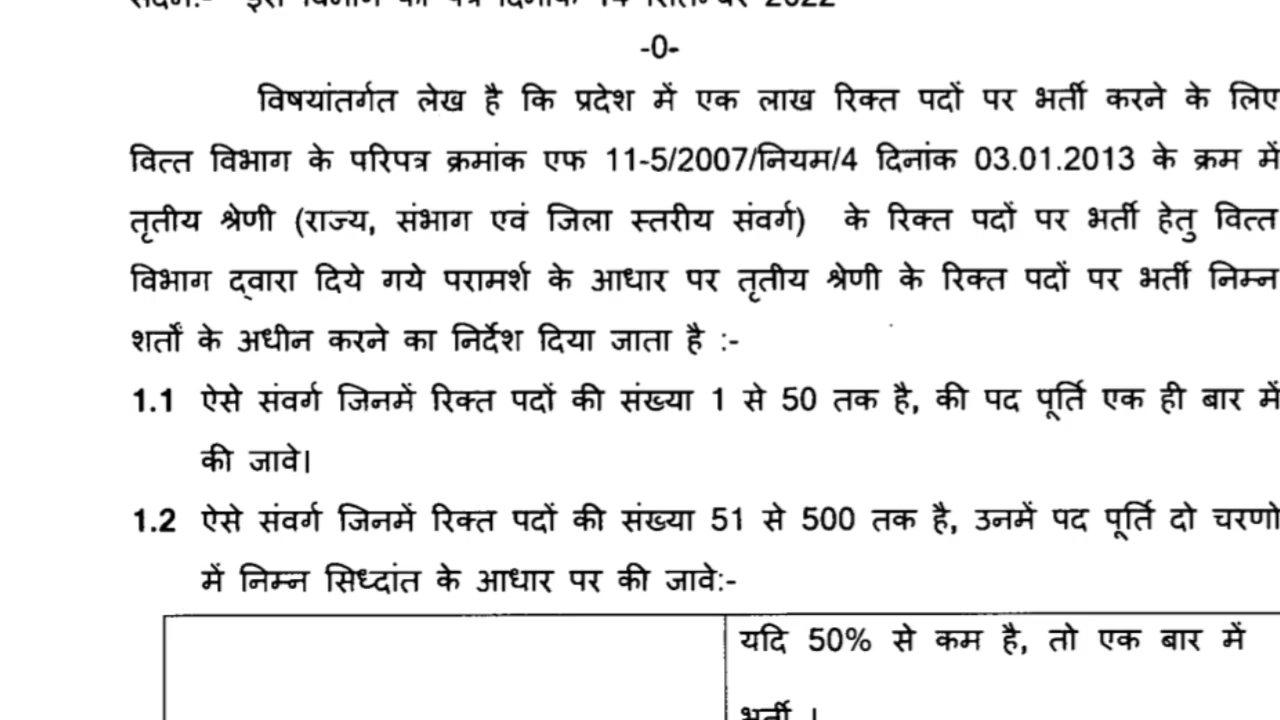 -0-
विषयांतर्गत लेख है कि प्रदेश में एक लाख रिक्त पदों पर भर्ती करने के लिए
वित्त विभाग के परिपत्र क्रमांक एफ 11-5/2007/नियम/4 दिनांक 03.01.2013 के क्रम में
तृतीय श्रेणी (राज्य, संभाग एवं जिला स्तरीय संवर्ग) के रिक्त पदों पर भर्ती हेतु वित्त
विभाग द्वारा दिये गये परामर्श के आधार पर तृतीय श्रेणी के रिक्त पदों पर भर्ती निम्न
शर्तों के अधीन करने का निर्देश दिया जाता है :-
1.1 ऐसे संवर्ग जिनमें रिक्त पदों की संख्या 1 से 50 तक है, की पद पूर्ति एक ही बार में
की जावे।
1.2 ऐसे संवर्ग जिनमें रिक्त पदों की संख्या 51 से 500 तक है, उनमें पद पूर्ति दो चरणो
में निम्न सिध्दांत के आधार पर की जावे:-
यदि 50% से कम है, तो एक बार में
भर्ती ।